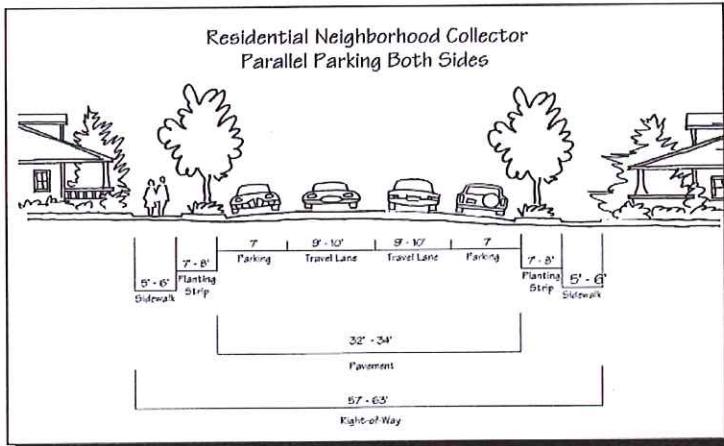 Residential Neighborhood Collector
Parallel Parking Both Sides
5' - 6'
Sidewalk
7' - 8'
Planting
Strip
7'
Parking
9' - 10'
Travel Lane
9' - 10'
Travel Lane
7'
Parking
7' - 8'
Planting
Strip
5' - 6'
Sidewalk
32' - 34'
Pavement
57' - 63'
Right-of-Way